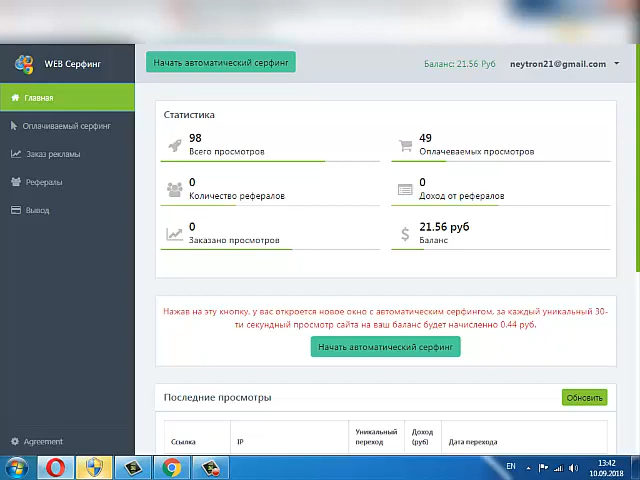 WEB Серфинг
Начать автоматический серфинг
Баланс: 21.56 Руб
neytron21@gmail.com
Главная
Оплачиваемый серфинг
Заказ рекламы
Рефералы
Вывод
Agreement
Статистика
98
Всего просмотров
49
Оплачеваемых просмотров
0
Количество рефералов
0
Доход от рефералов
0
Заказано просмотров
21.56 руб
Баланс
Нажав на эту кнопку, у вас откроется новое окно с автоматическим серфингом, за каждый уникальный 30-
ти секундный просмотр сайта на ваш баланс будет начисленно 0.44 руб.
Начать автоматический серфинг
Последние просмотры
Обновить
Ссылка
IP
Уникальный
переход
Доход
(руб)
Дата перехода
EN
13:42
10.09.2018